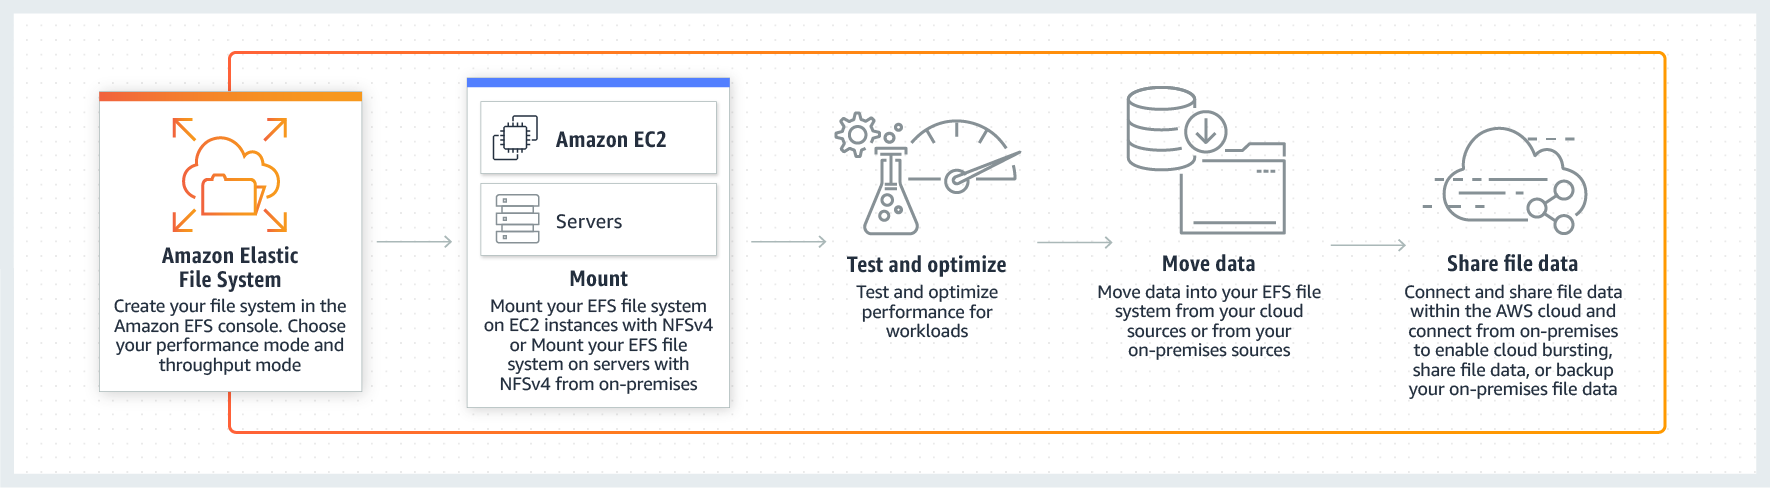 Amazon Elastic
File System
Create your file system in the
Amazon EFS console. Choose
your performance mode and
throughput mode
Amazon EC2
Servers
Mount
Mount your EFS file system
on EC2 instances with NFSv4
or Mount your EFS file
system on servers with
NFSv4 from on-premises
Test and optimize
Test and optimize
performance for
workloads
Move data
Move data into your EFS file
system from your cloud
sources or from your
on-premises sources
Share file data
Connect and share file data
within the AWS cloud and
connect from on-premises
to enable cloud bursting,
share file data, or backup
your on-premises file data